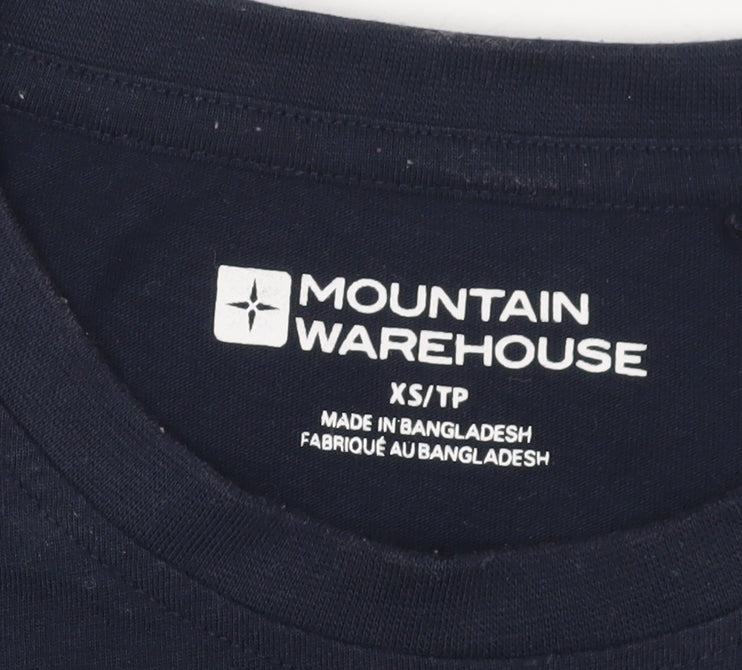 MOUNTAIN
WAREHOUSE
XS/TP
MADE IN BANGLADESH
FABRIQUÉ AU BANGLADESH